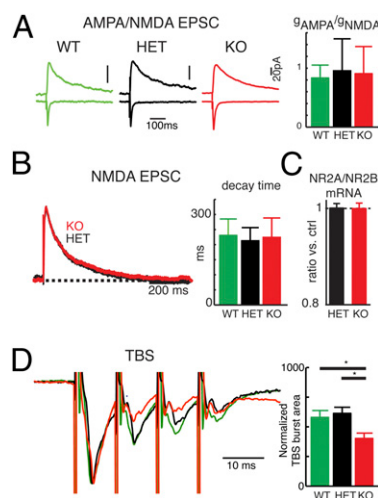 A
AMPA/NMDA EPSC
WT HET KO
100ms
gAMPA/gNMDA
20pA
1
0
WT HET KO
B
NMDA EPSC
KO
HET
200 ms
decay time
ms
300
0
WT HET KO
C
NR2A/NR2B
mRNA
ratio vs. ctrl
1
0.8
HET KO
D
TBS
10 ms
Normalized
TBS burst area
1000
0
* 
*
WT HET KO